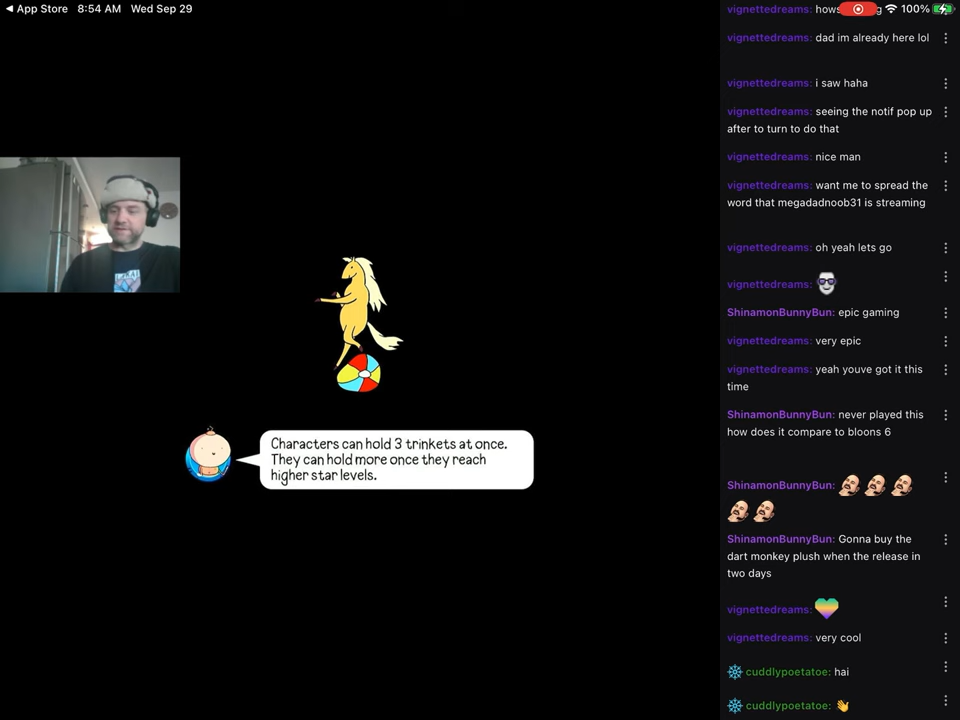 App Store 8:54 AM Wed Sep 29
100%
vignettedreams: hows
vignettedreams: dad im already here lol
vignettedreams: i saw haha
vignettedreams: seeing the notif pop up
after to turn to do that
vignettedreams: nice man
vignettedreams: want me to spread the
word that megadadnoob31 is streaming
vignettedreams: oh yeah lets go
vignettedreams:
ShinamonBunnyBun: epic gaming
vignettedreams: very epic
vignettedreams: yeah youve got it this
time
ShinamonBunnyBun: never played this
how does it compare to bloons 6
ShinamonBunnyBun:
ShinamonBunnyBun: Gonna buy the
dart monkey plush when the release in
two days
vignettedreams:
vignettedreams: very cool
cuddlypoetatoe: hai
cuddlypoetatoe:
Characters can hold 3 trinkets at once.
They can hold more once they reach
higher star levels.